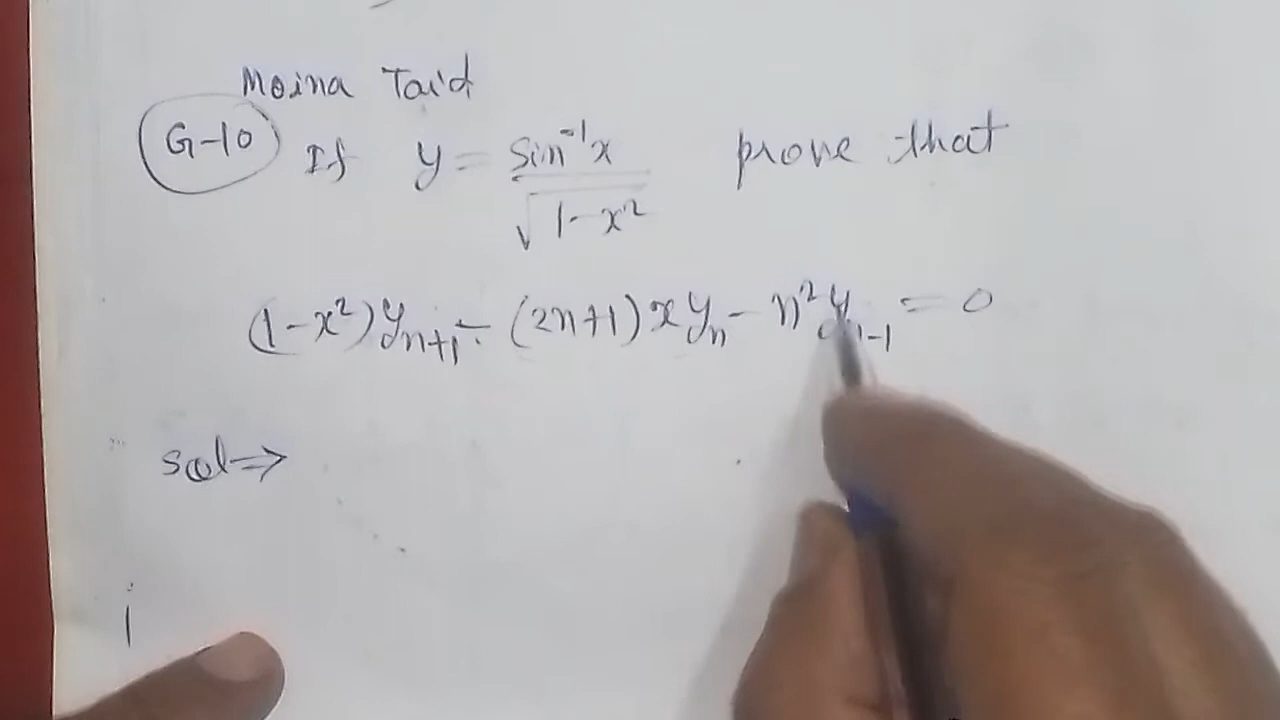 Moina Taid
G-10 If y = sin⁻¹x / √(1-x²) prove that
(1-x²)yₙ₊₁ - (2n+1)xyₙ - n²yₙ₋₁ = 0
Sol⇒